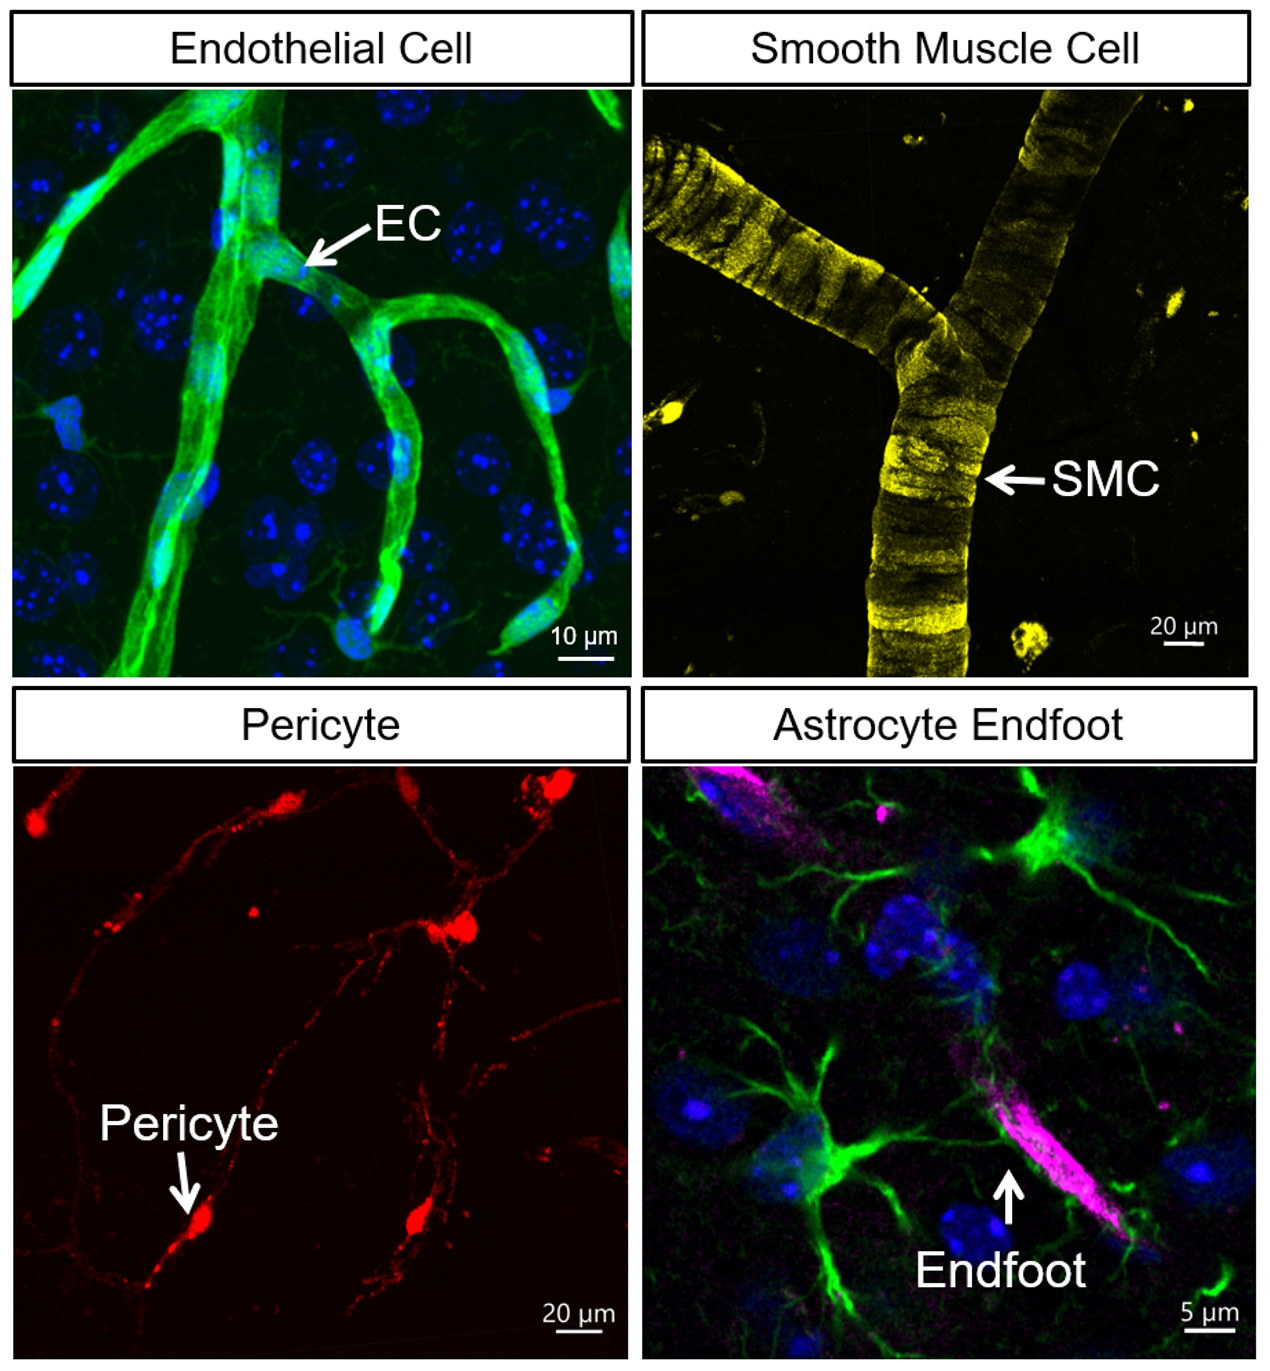 Endothelial Cell
Smooth Muscle Cell
EC
SMC
10 µm
20 µm
Pericyte
Astrocyte Endfoot
Pericyte
Endfoot
20 µm
5 µm